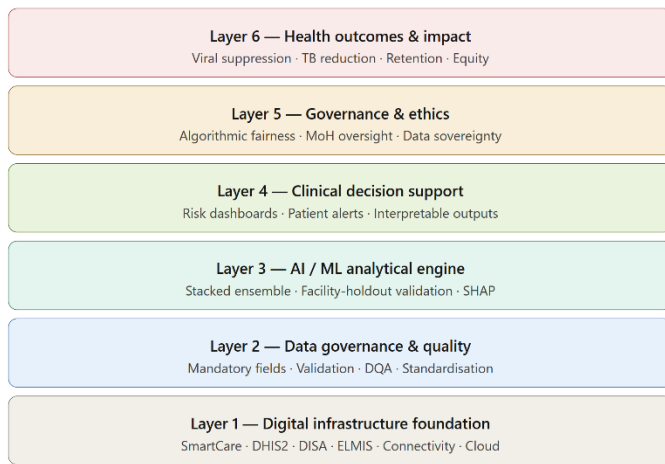 Layer 6 — Health outcomes & impact
Viral suppression · TB reduction · Retention · Equity
Layer 5 — Governance & ethics
Algorithmic fairness · MoH oversight · Data sovereignty
Layer 4 — Clinical decision support
Risk dashboards · Patient alerts · Interpretable outputs
Layer 3 — AI / ML analytical engine
Stacked ensemble · Facility-holdout validation · SHAP
Layer 2 — Data governance & quality
Mandatory fields · Validation · DQA · Standardisation
Layer 1 — Digital infrastructure foundation
SmartCare · DHIS2 · DISA · ELMIS · Connectivity · Cloud